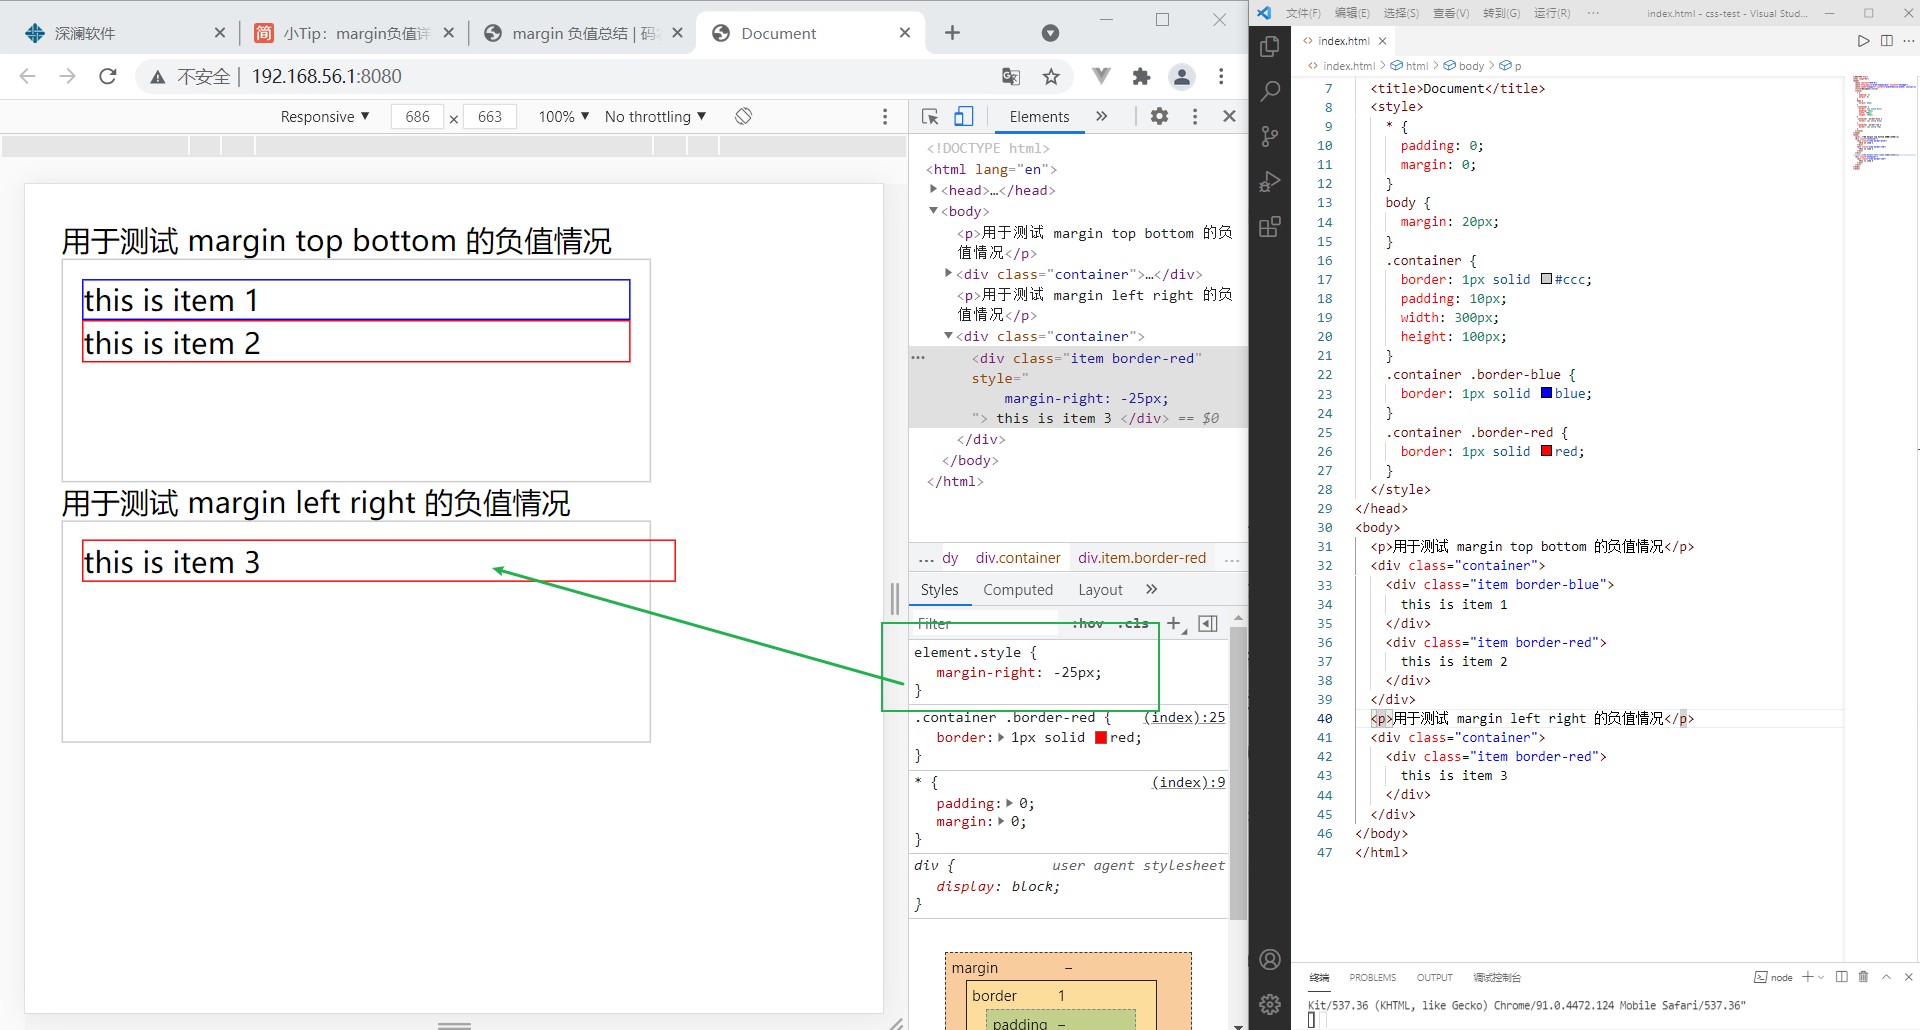 深澜软件
简 小Tip：margin负值详
margin 负值总结 | 码
Document
不安全 | 192.168.56.1:8080
Responsive 686 x 663 100% No throttling
用于测试 margin top bottom 的负值情况
this is item 1
this is item 2
用于测试 margin left right 的负值情况
this is item 3
Elements »
<!DOCTYPE html>
<html lang="en">
<head>…</head>
<body>
<p>用于测试 margin top bottom 的负
值情况</p>
<div class="container">…</div>
<p>用于测试 margin left right 的负
值情况</p>
<div class="container">
<div class="item border-red"
style="
margin-right: -25px;
"> this is item 3 </div> == $0
</div>
</body>
</html>
... dy div.container div.item.border-red ...
Styles Computed Layout »
Filter :hov .cls +
element.style {
margin-right: -25px;
}
.container .border-red { (index):25
border: 1px solid red;
}
* { (index):9
padding: 0;
margin: 0;
}
div { user agent stylesheet
display: block;
}
margin –
border 1
padding –
文件(F) 编辑(E) 选择(S) 查看(V) 转到(G) 运行(R) ··· index.html - css-test - Visual Stud...
index.html
index.html > html > body > p
7 <title>Document</title>
8 <style>
9 * {
10 padding: 0;
11 margin: 0;
12 }
13 body {
14 margin: 20px;
15 }
16 .container {
17 border: 1px solid #ccc;
18 padding: 10px;
19 width: 300px;
20 height: 100px;
21 }
22 .container .border-blue {
23 border: 1px solid blue;
24 }
25 .container .border-red {
26 border: 1px solid red;
27 }
28 </style>
29 </head>
30 <body>
31 <p>用于测试 margin top bottom 的负值情况</p>
32 <div class="container">
33 <div class="item border-blue">
34 this is item 1
35 </div>
36 <div class="item border-red">
37 this is item 2
38 </div>
39 </div>
40 <p>用于测试 margin left right 的负值情况</p>
41 <div class="container">
42 <div class="item border-red">
43 this is item 3
44 </div>
45 </div>
46 </body>
47 </html>
终端 PROBLEMS OUTPUT 调试控制台 node
Kit/537.36 (KHTML, like Gecko) Chrome/91.0.4472.124 Mobile Safari/537.36"